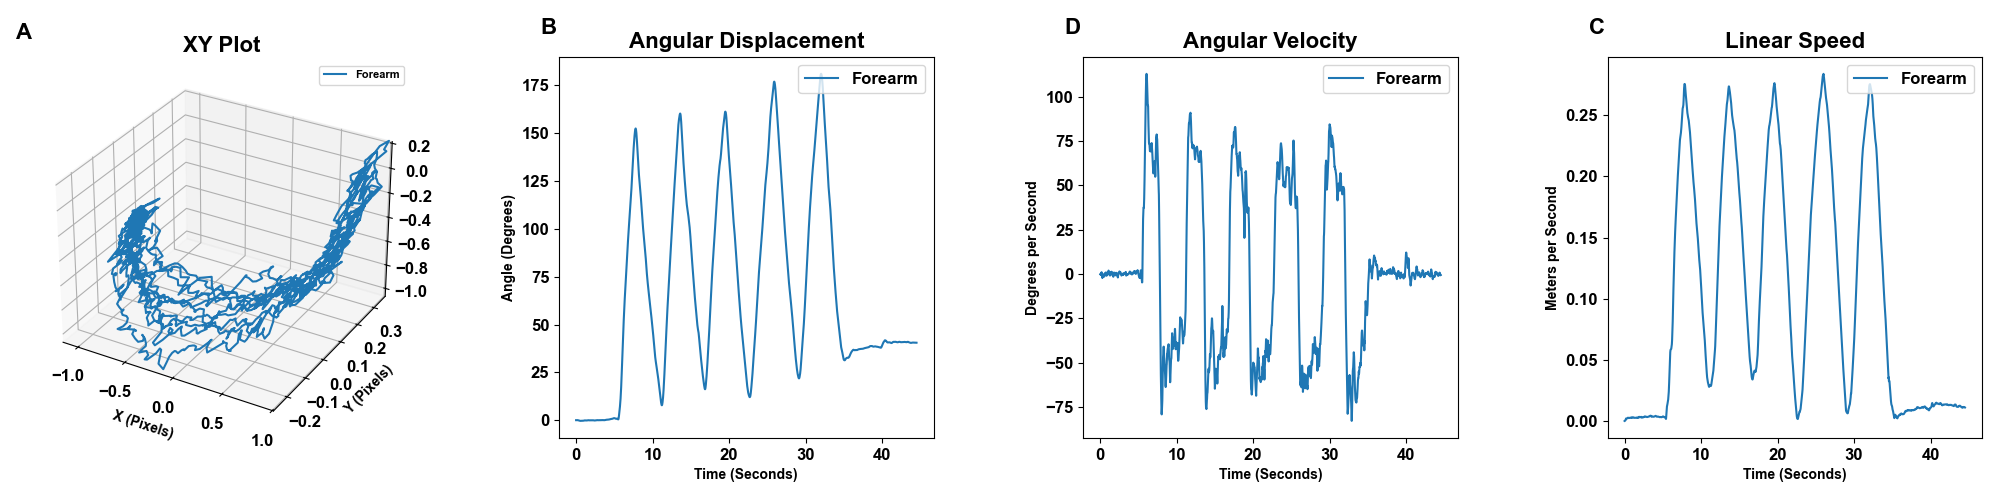 A
XY Plot
Forearm
0.2
0.0
−0.2
−0.4
−0.6
−0.8
−1.0
0.3
0.2
0.1
0.0
−0.1
−0.2
Y (Pixels)
−1.0
−0.5
0.0
0.5
1.0
X (Pixels)
B
Angular Displacement
Forearm
175
150
125
100
75
50
25
0
Angle (Degrees)
0 10 20 30 40
Time (Seconds)
D
Angular Velocity
Forearm
100
75
50
25
0
−25
−50
−75
Degrees per Second
0 10 20 30 40
Time (Seconds)
C
Linear Speed
Forearm
0.25
0.20
0.15
0.10
0.05
0.00
Meters per Second
0 10 20 30 40
Time (Seconds)